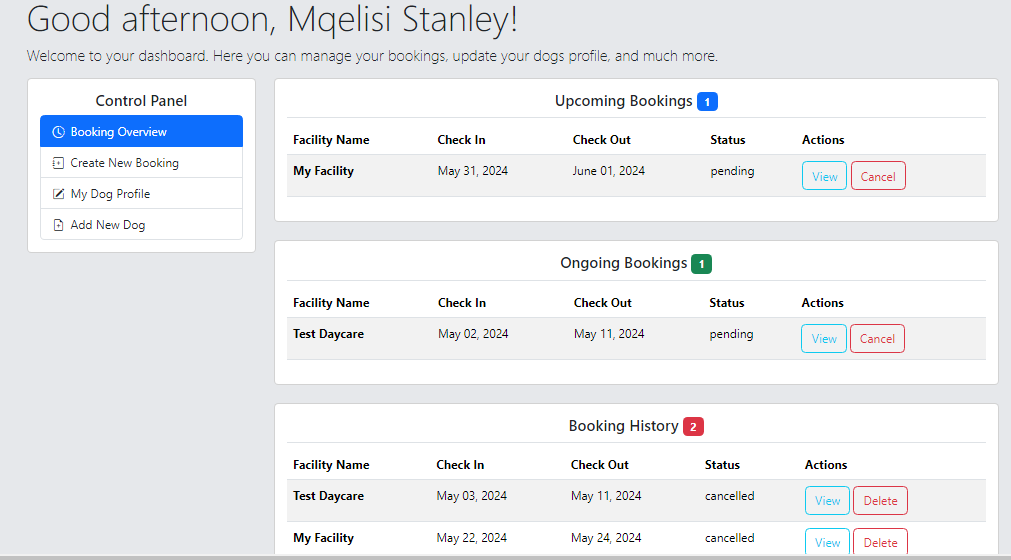 Good afternoon, Mqelisi Stanley!
Welcome to your dashboard. Here you can manage your bookings, update your dogs profile, and much more.
Control Panel
Booking Overview
Create New Booking
My Dog Profile
Add New Dog
Upcoming Bookings 1
Facility Name Check In Check Out Status Actions
My Facility May 31, 2024 June 01, 2024 pending View Cancel
Ongoing Bookings 1
Facility Name Check In Check Out Status Actions
Test Daycare May 02, 2024 May 11, 2024 pending View Cancel
Booking History 2
Facility Name Check In Check Out Status Actions
Test Daycare May 03, 2024 May 11, 2024 cancelled View Delete
My Facility May 22, 2024 May 24, 2024 cancelled View Delete